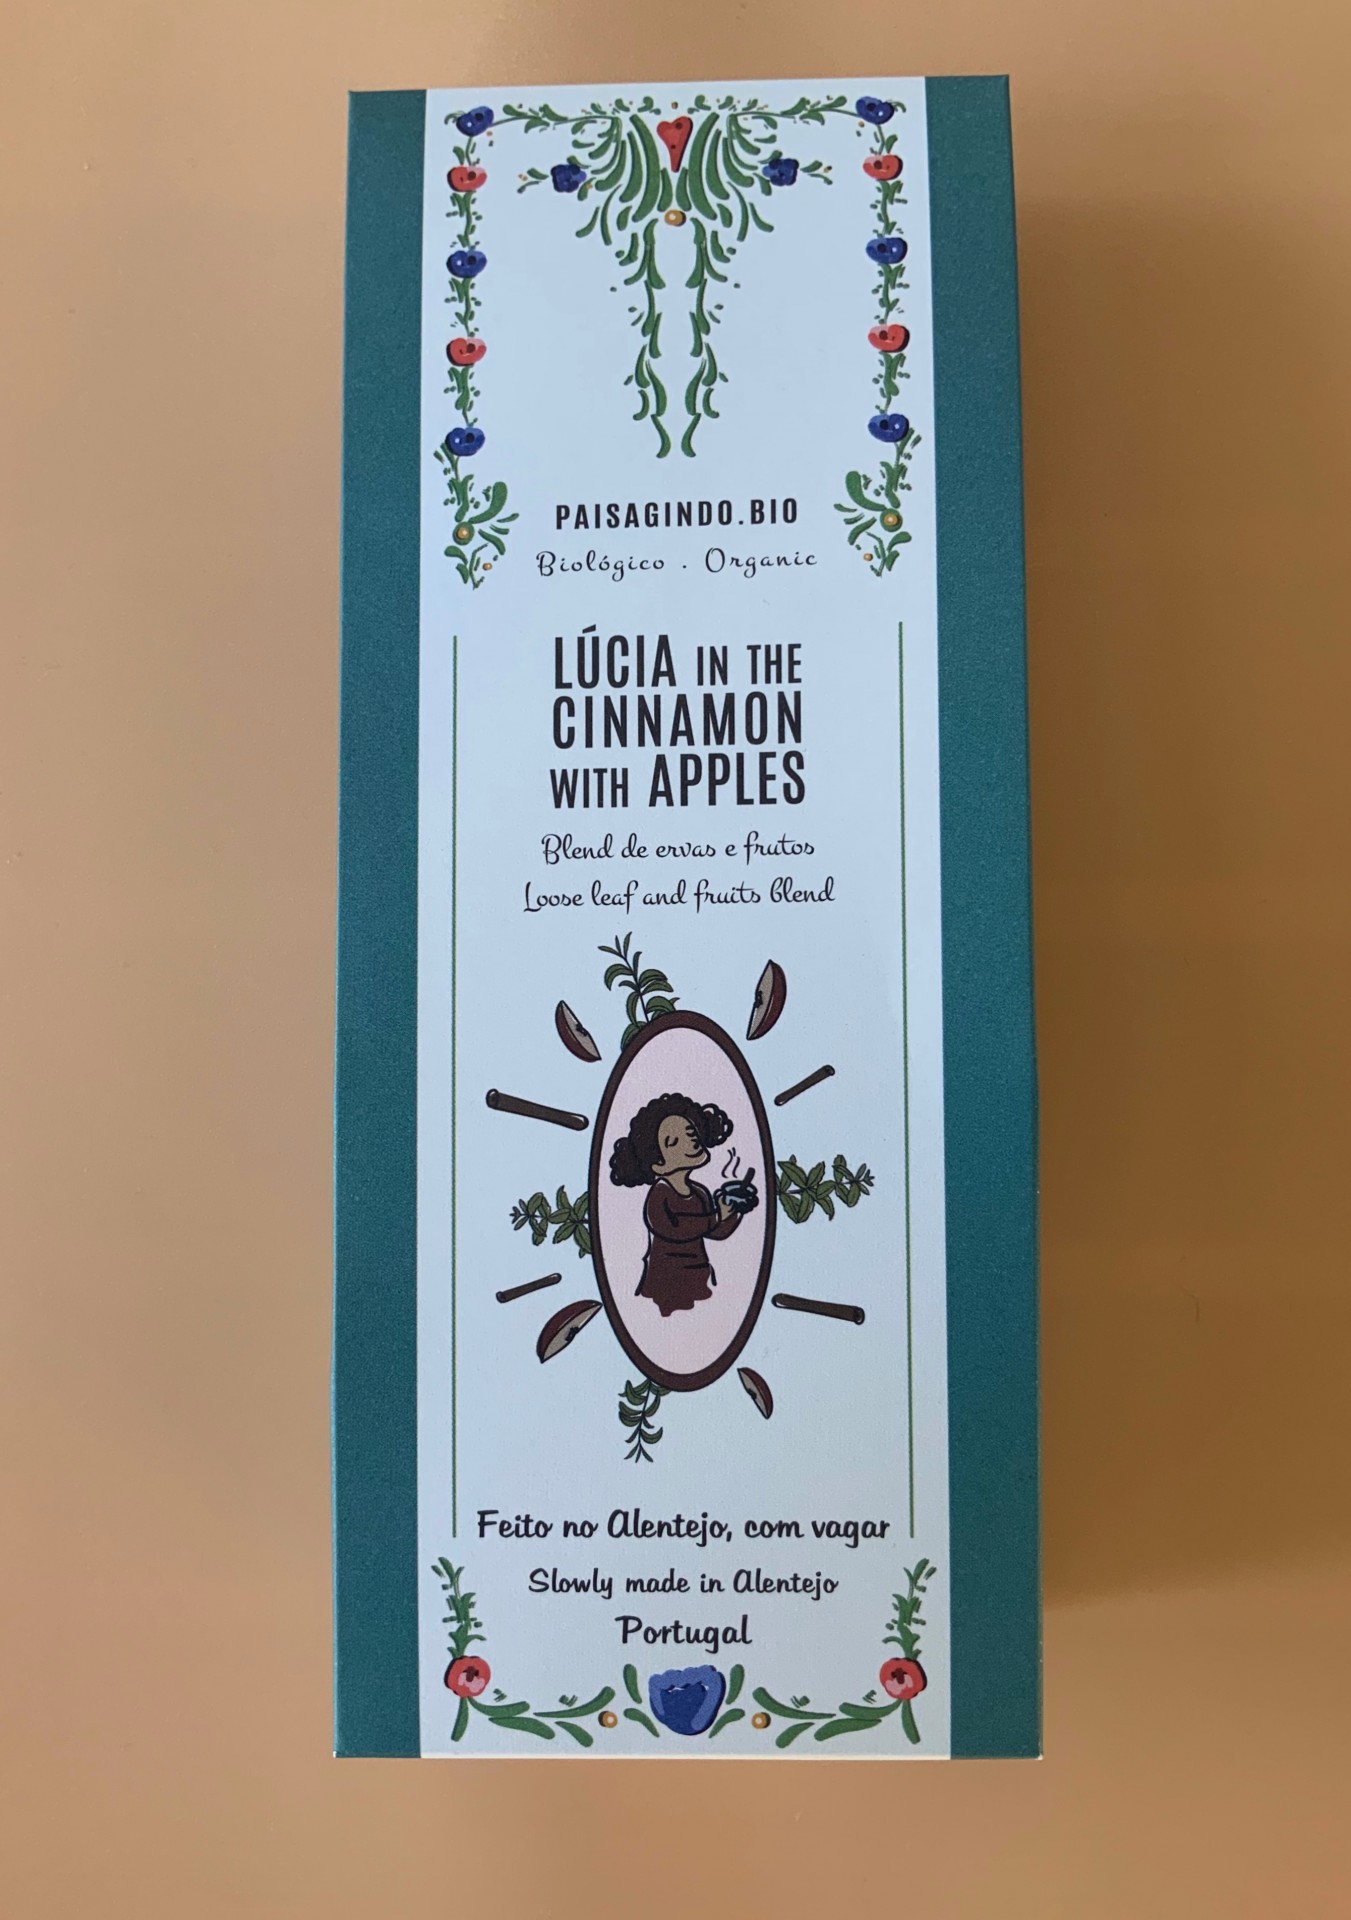 PAISAGINDO.BIO
Biológico . Organic
LÚCIA IN THE
CINNAMON
WITH APPLES
Blend de ervas e frutos
Loose leaf and fruits blend
Feito no Alentejo, com vagar
Slowly made in Alentejo
Portugal